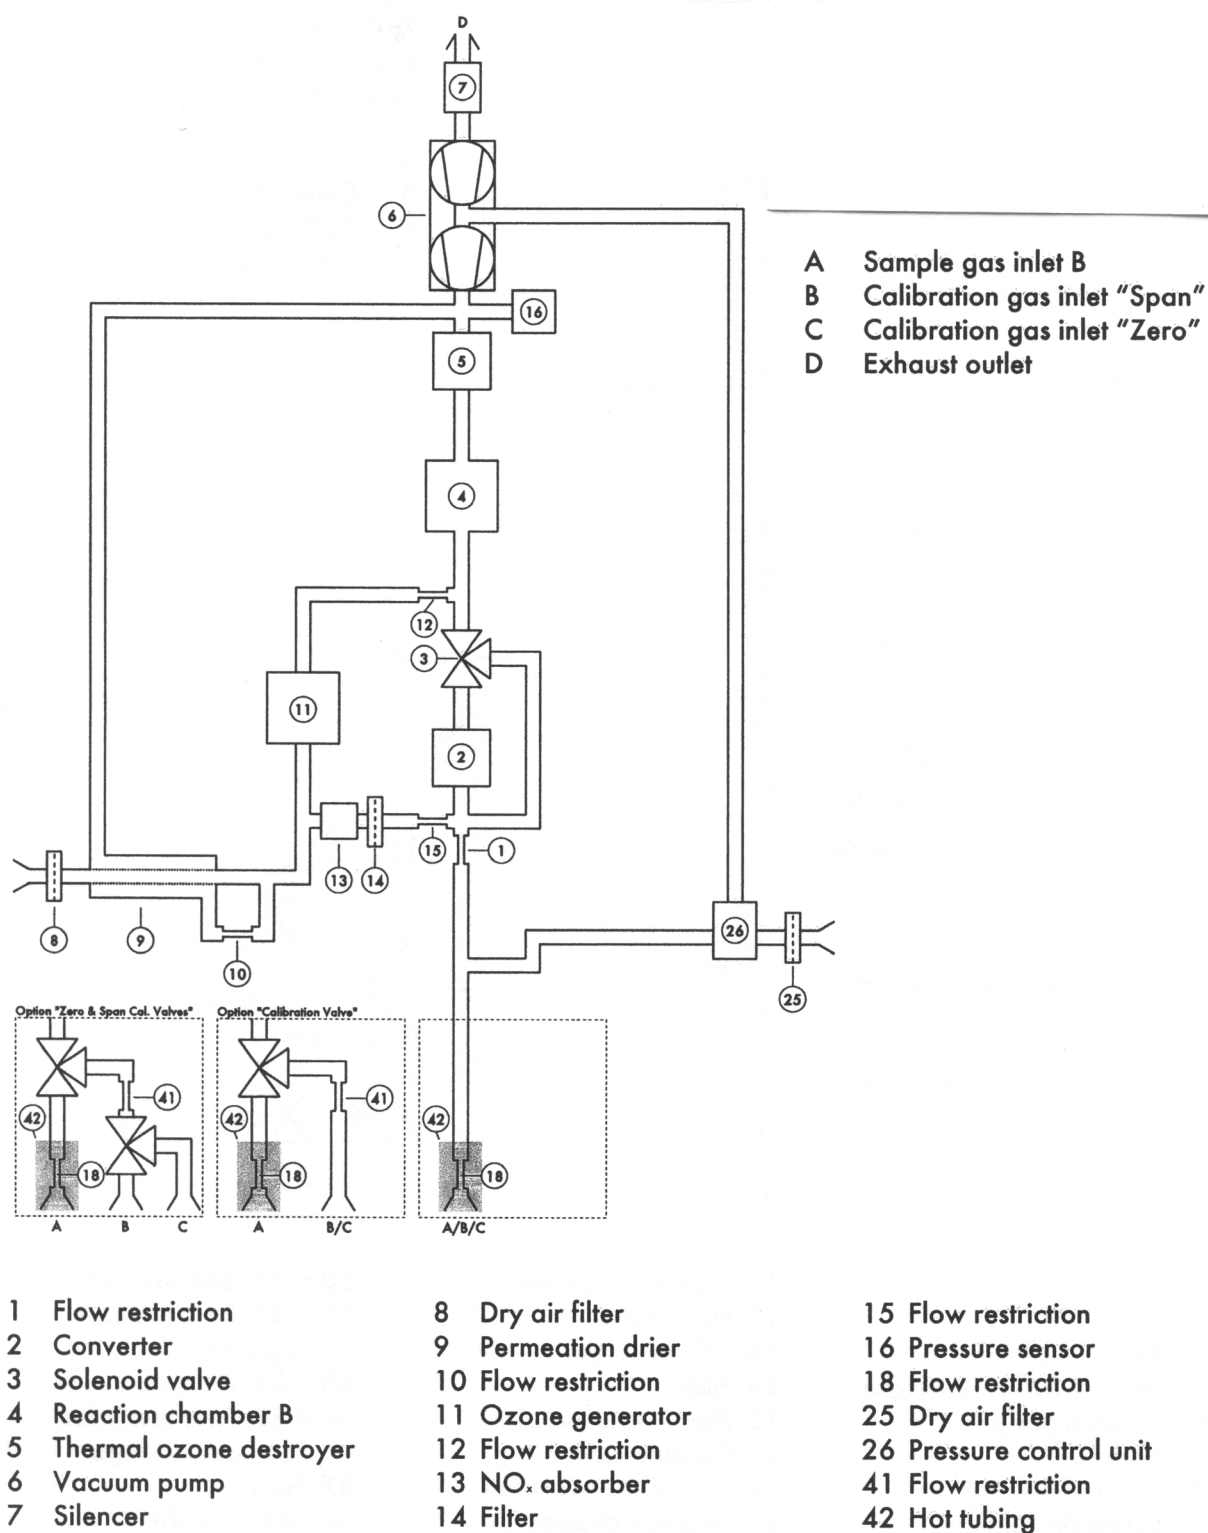 D
7
6
16
A Sample gas inlet B
B Calibration gas inlet "Span"
C Calibration gas inlet "Zero"
D Exhaust outlet
5
4
12
3
11
2
15
1
13
14
8
9
26
10
25
Option "Zero & Span Cal. Valves"
Option "Calibration Valve"
41
41
42
42
42
18
18
18
A
B
C
A
B/C
A/B/C
1 Flow restriction
2 Converter
3 Solenoid valve
4 Reaction chamber B
5 Thermal ozone destroyer
6 Vacuum pump
7 Silencer
8 Dry air filter
9 Permeation drier
10 Flow restriction
11 Ozone generator
12 Flow restriction
13 NOx absorber
14 Filter
15 Flow restriction
16 Pressure sensor
18 Flow restriction
25 Dry air filter
26 Pressure control unit
41 Flow restriction
42 Hot tubing